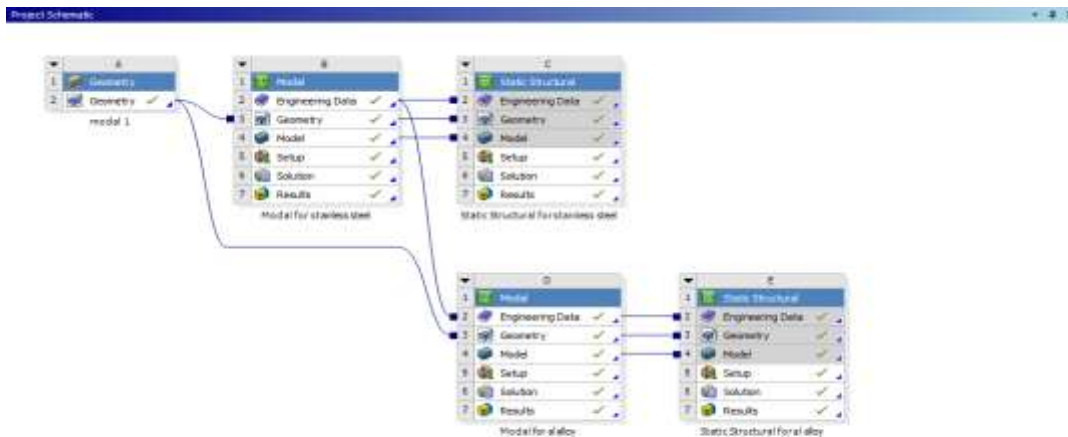 Project Schematic
A
1 Geometry
2 Geometry
modal 1
B
1 Modal
2 Engineering Data
3 Geometry
4 Model
5 Setup
6 Solution
7 Results
Modal for stainless steel
C
1 Static Structural
2 Engineering Data
3 Geometry
4 Model
5 Setup
6 Solution
7 Results
Static Structural for stainless steel
D
1 Modal
2 Engineering Data
3 Geometry
4 Model
5 Setup
6 Solution
7 Results
Modal for al alloy
E
1 Static Structural
2 Engineering Data
3 Geometry
4 Model
5 Setup
6 Solution
7 Results
Static Structural for al alloy